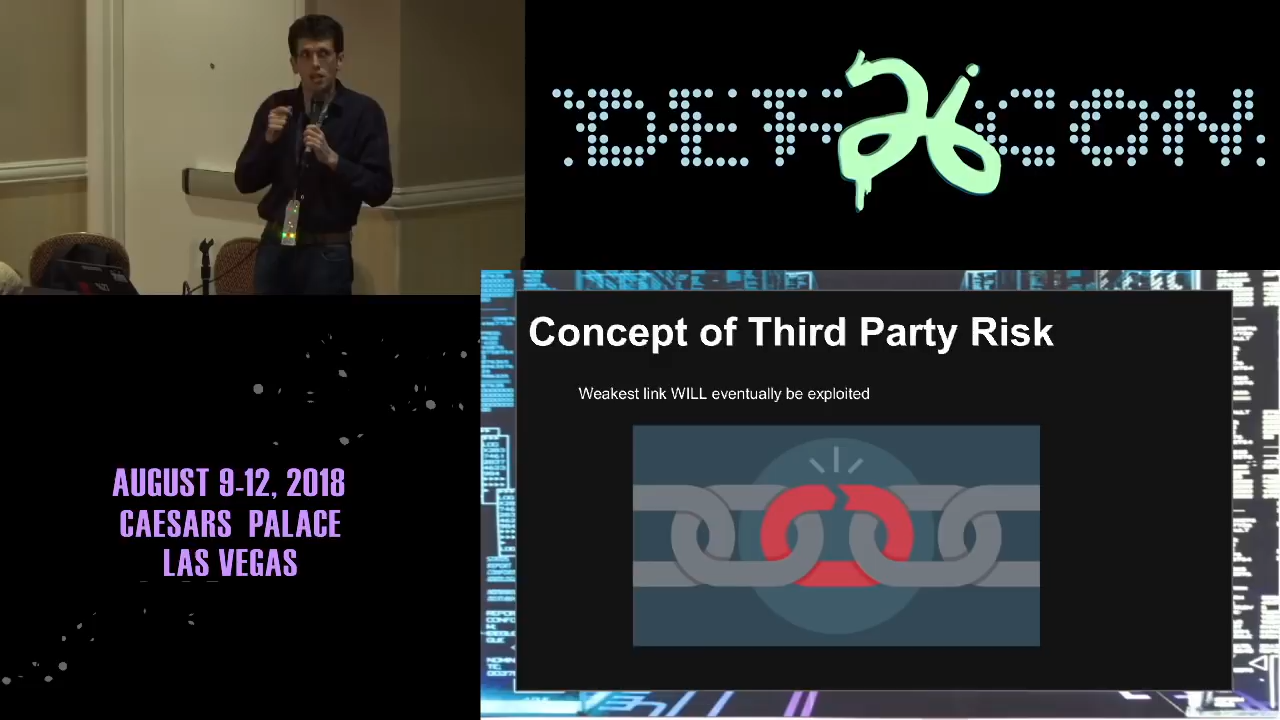 DEF 26 CON
Concept of Third Party Risk
Weakest link WILL eventually be exploited
AUGUST 9-12, 2018
CAESARS PALACE
LAS VEGAS